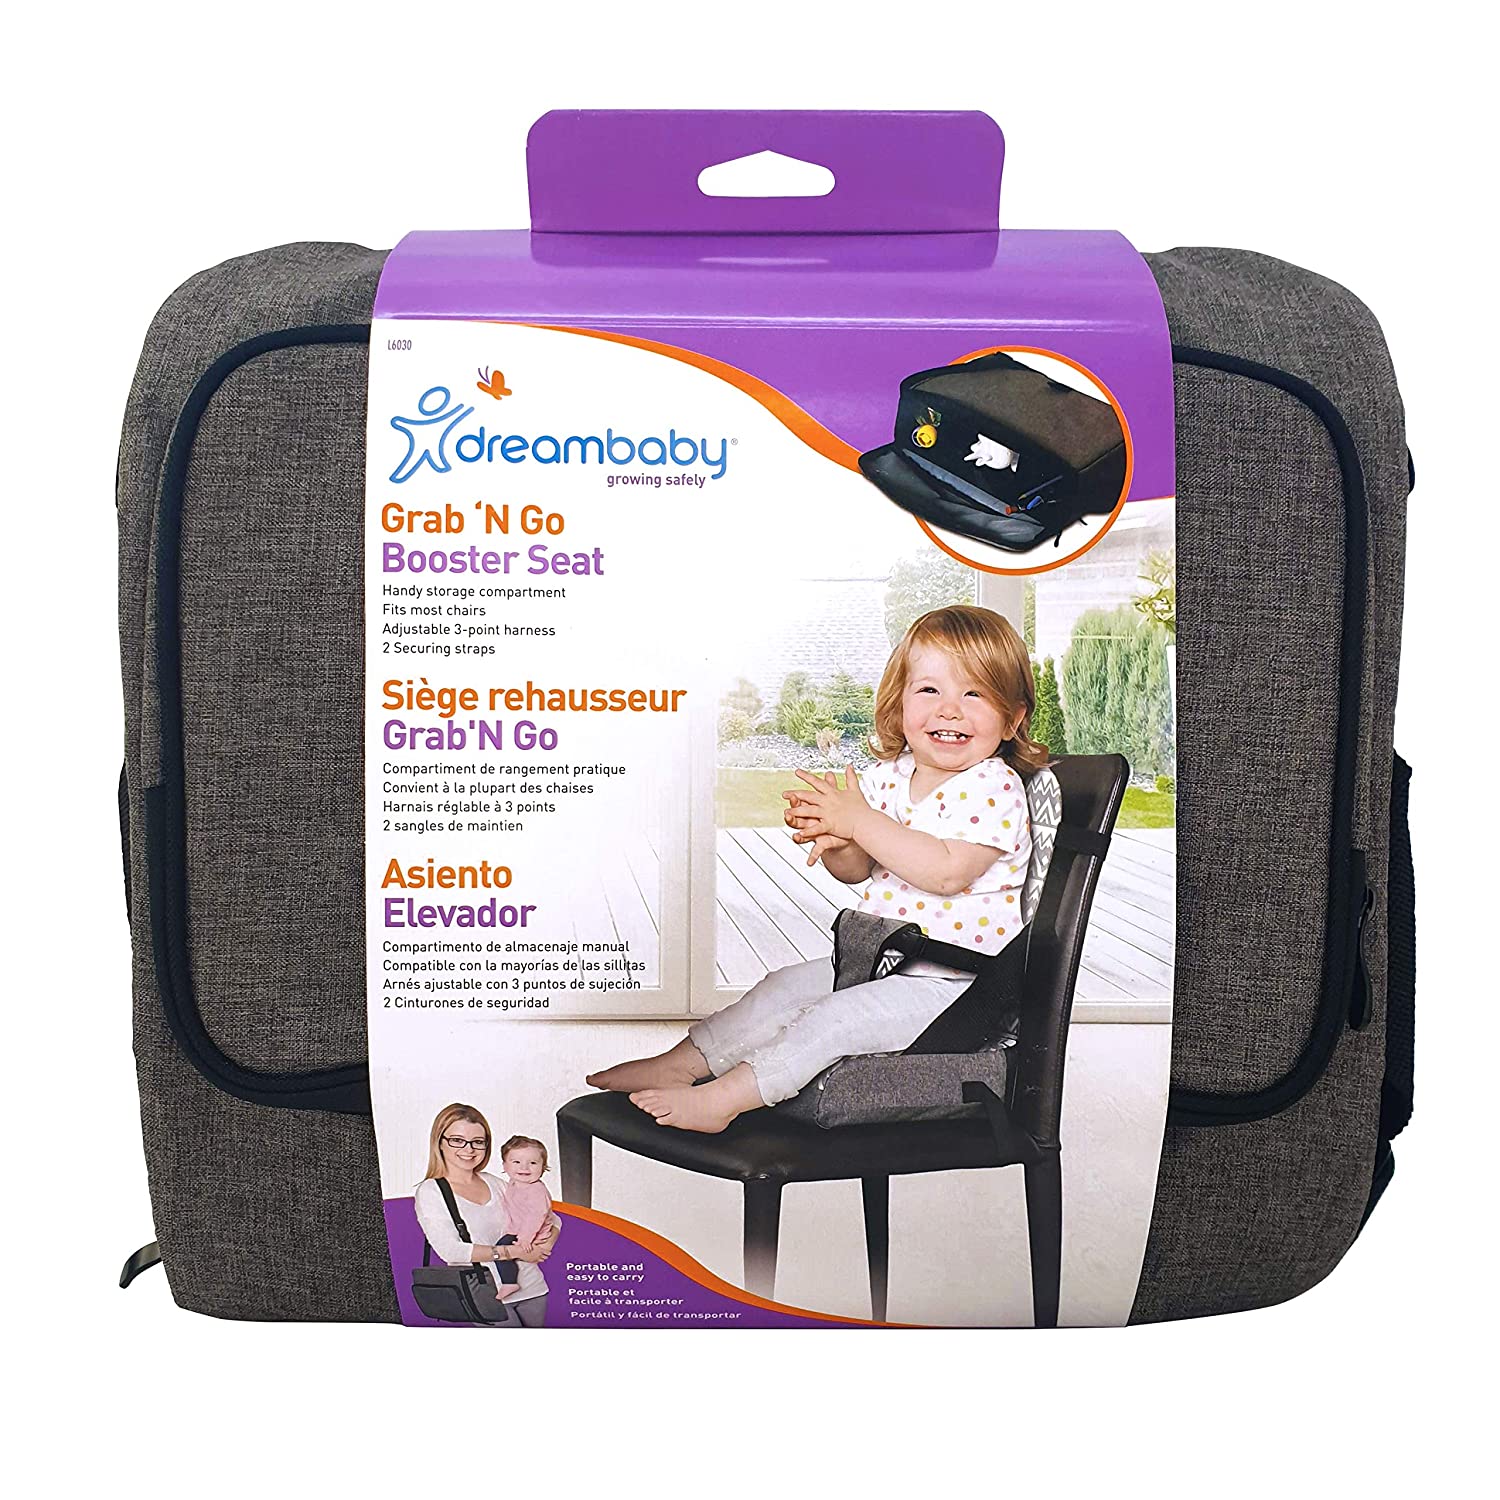 L6030
dreambaby®
growing safely
Grab ‘N Go
Booster Seat
Handy storage compartment
Fits most chairs
Adjustable 3-point harness
2 Securing straps
Siège rehausseur
Grab'N Go
Compartiment de rangement pratique
Convient à la plupart des chaises
Harnais réglable à 3 points
2 sangles de maintien
Asiento
Elevador
Compartimento de almacenaje manual
Compatible con la mayorías de las sillitas
Arnés ajustable con 3 puntos de sujeción
2 Cinturones de seguridad
Portable and
easy to carry
Portable et
facile à transporter
Portátil y fácil de transportar